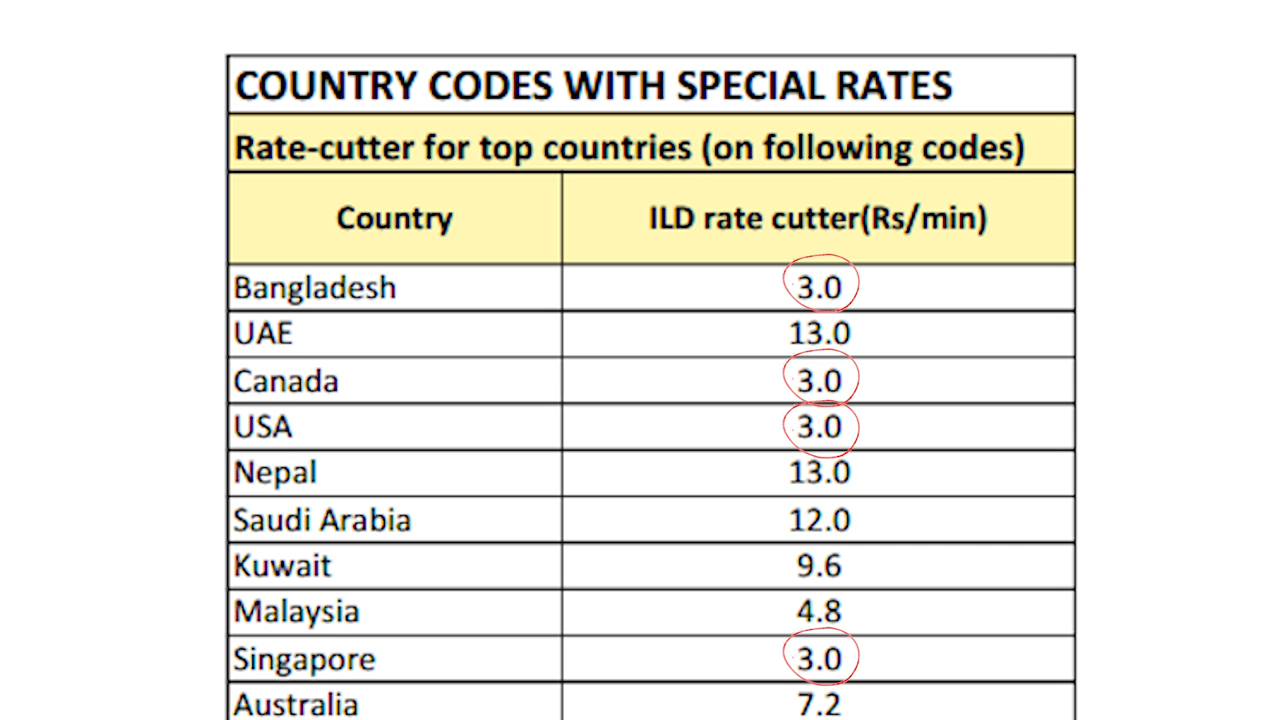 COUNTRY CODES WITH SPECIAL RATES
Rate-cutter for top countries (on following codes)
Country ILD rate cutter(Rs/min)
Bangladesh 3.0
UAE 13.0
Canada 3.0
USA 3.0
Nepal 13.0
Saudi Arabia 12.0
Kuwait 9.6
Malaysia 4.8
Singapore 3.0
Australia 7.2